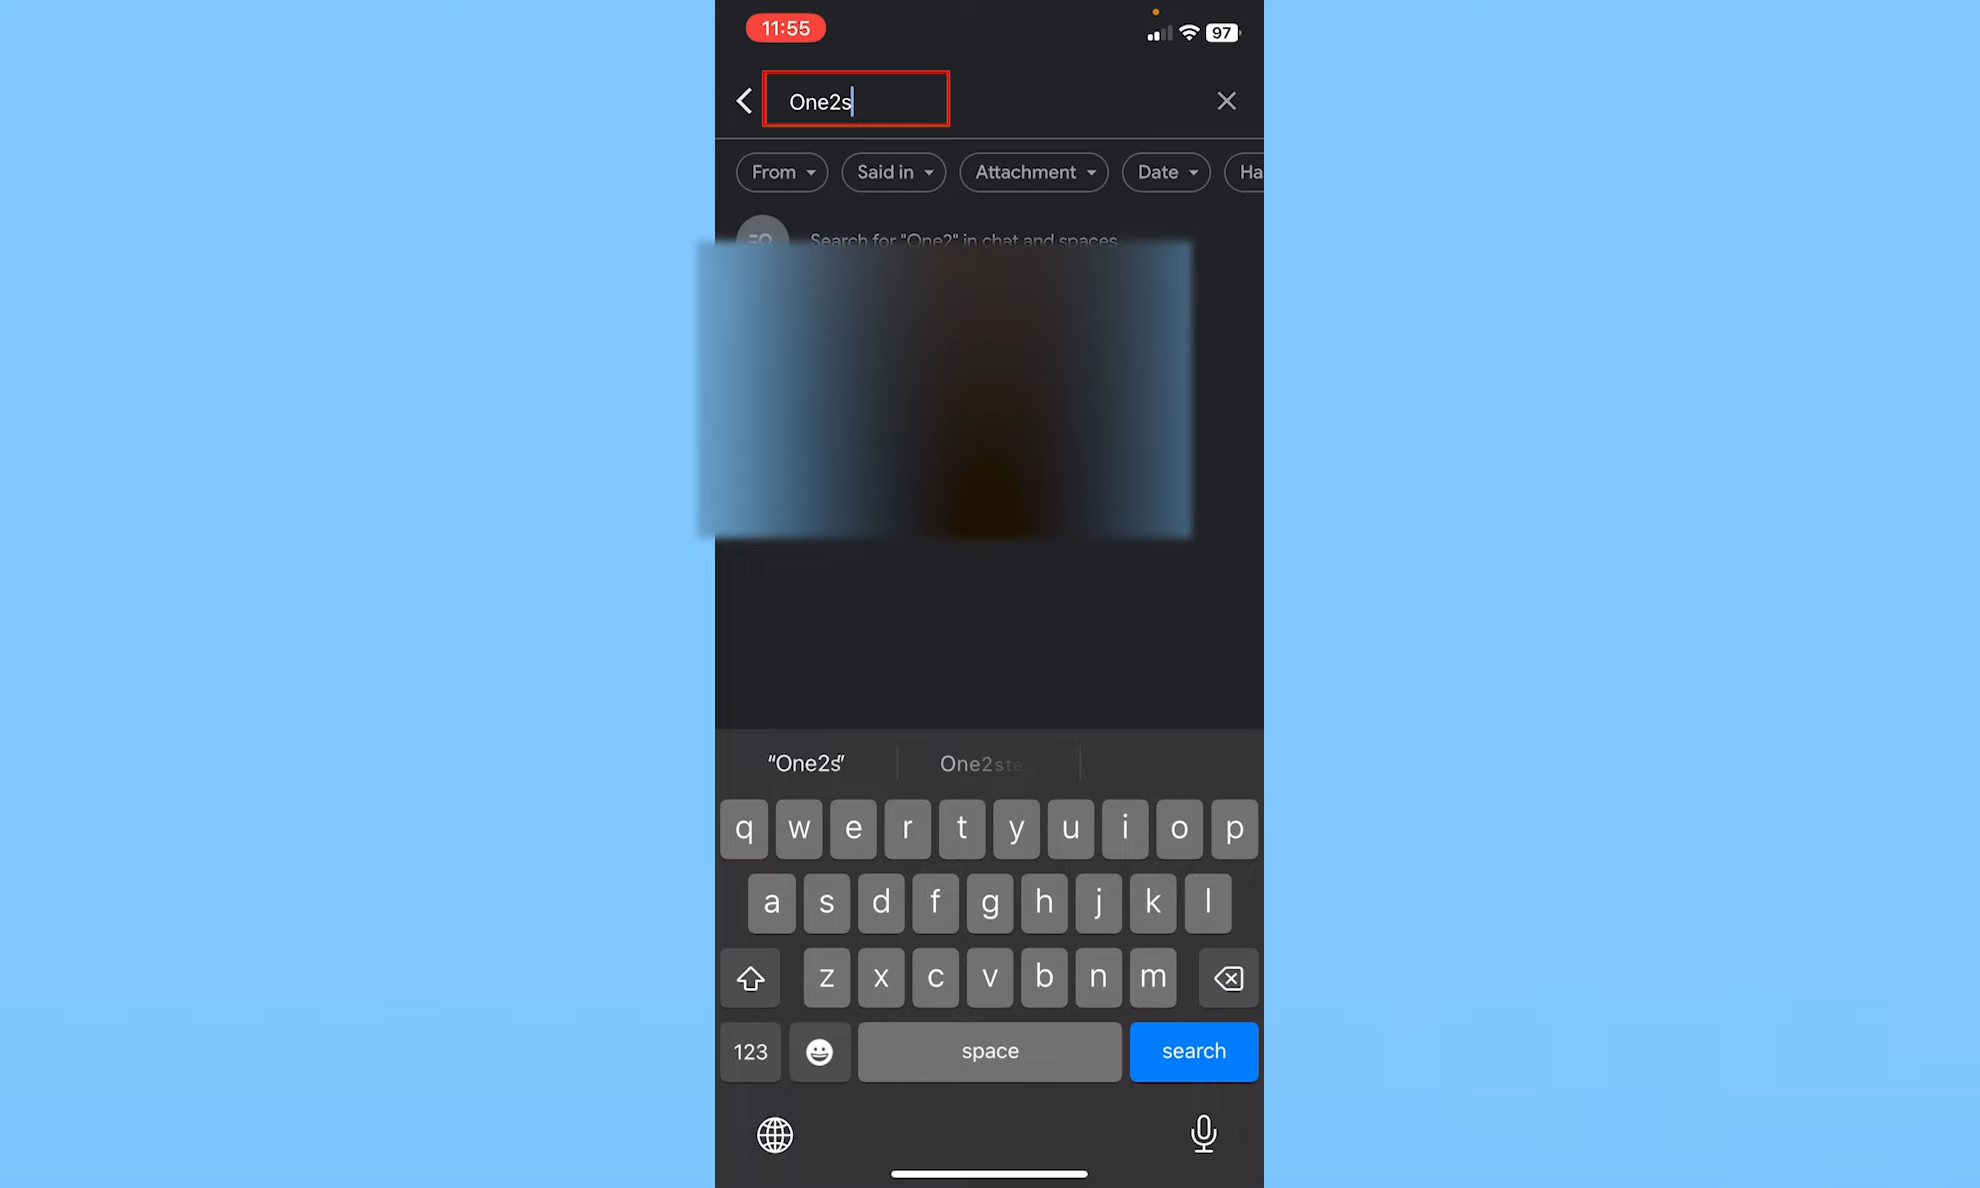 11:55
97
One2s
From
Said in
Attachment
Date
Ha
Search for "One2" in chat and spaces
“One2s”
One2ste
q w e r t y u i o p
a s d f g h j k l
z x c v b n m
123
space
search